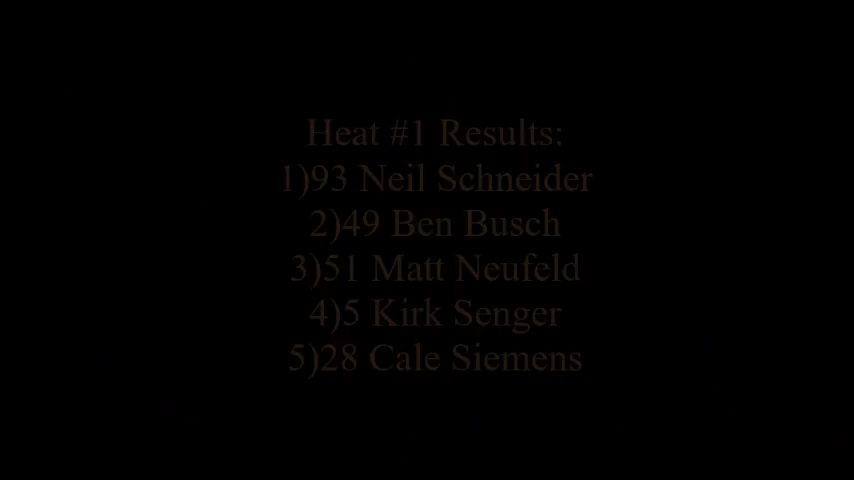 Heat #1 Results:
1)93 Neil Schneider
2)49 Ben Busch
3)51 Matt Neufeld
4)5 Kirk Senger
5)28 Cale Siemens